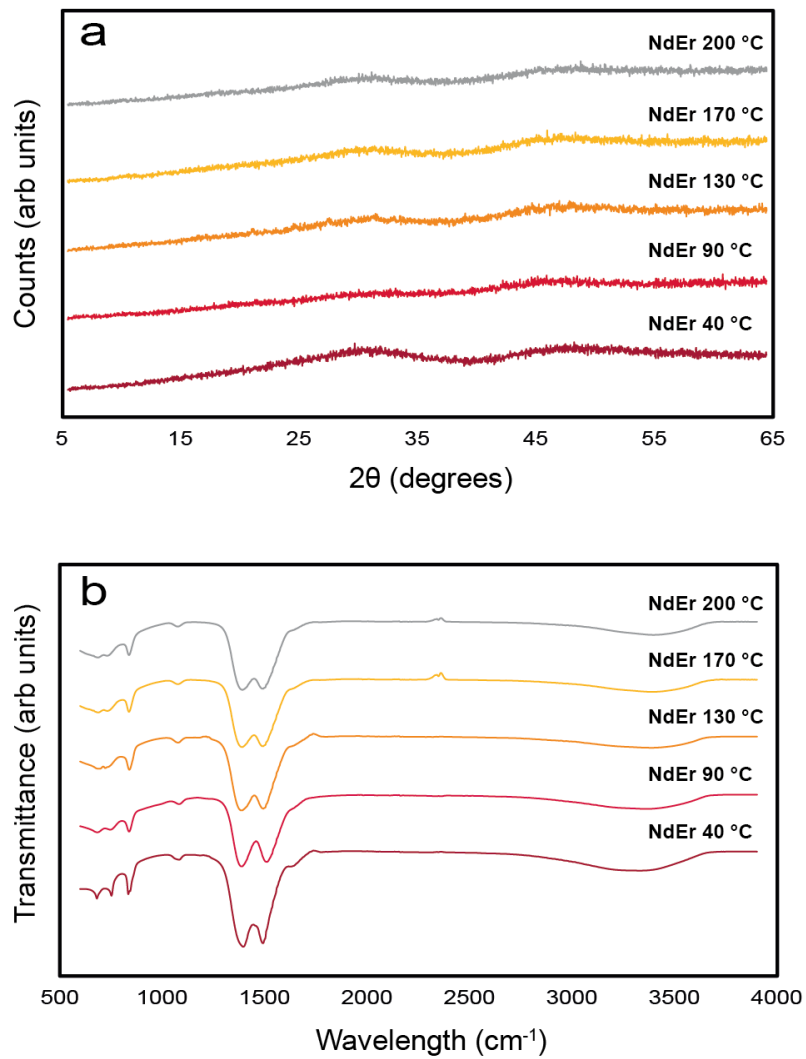 a
NdEr 200 °C
NdEr 170 °C
NdEr 130 °C
NdEr 90 °C
NdEr 40 °C
Counts (arb units)
5 15 25 35 45 55 65
2θ (degrees)
b
NdEr 200 °C
NdEr 170 °C
NdEr 130 °C
NdEr 90 °C
NdEr 40 °C
Transmittance (arb units)
500 1000 1500 2000 2500 3000 3500 4000
Wavelength (cm⁻¹)